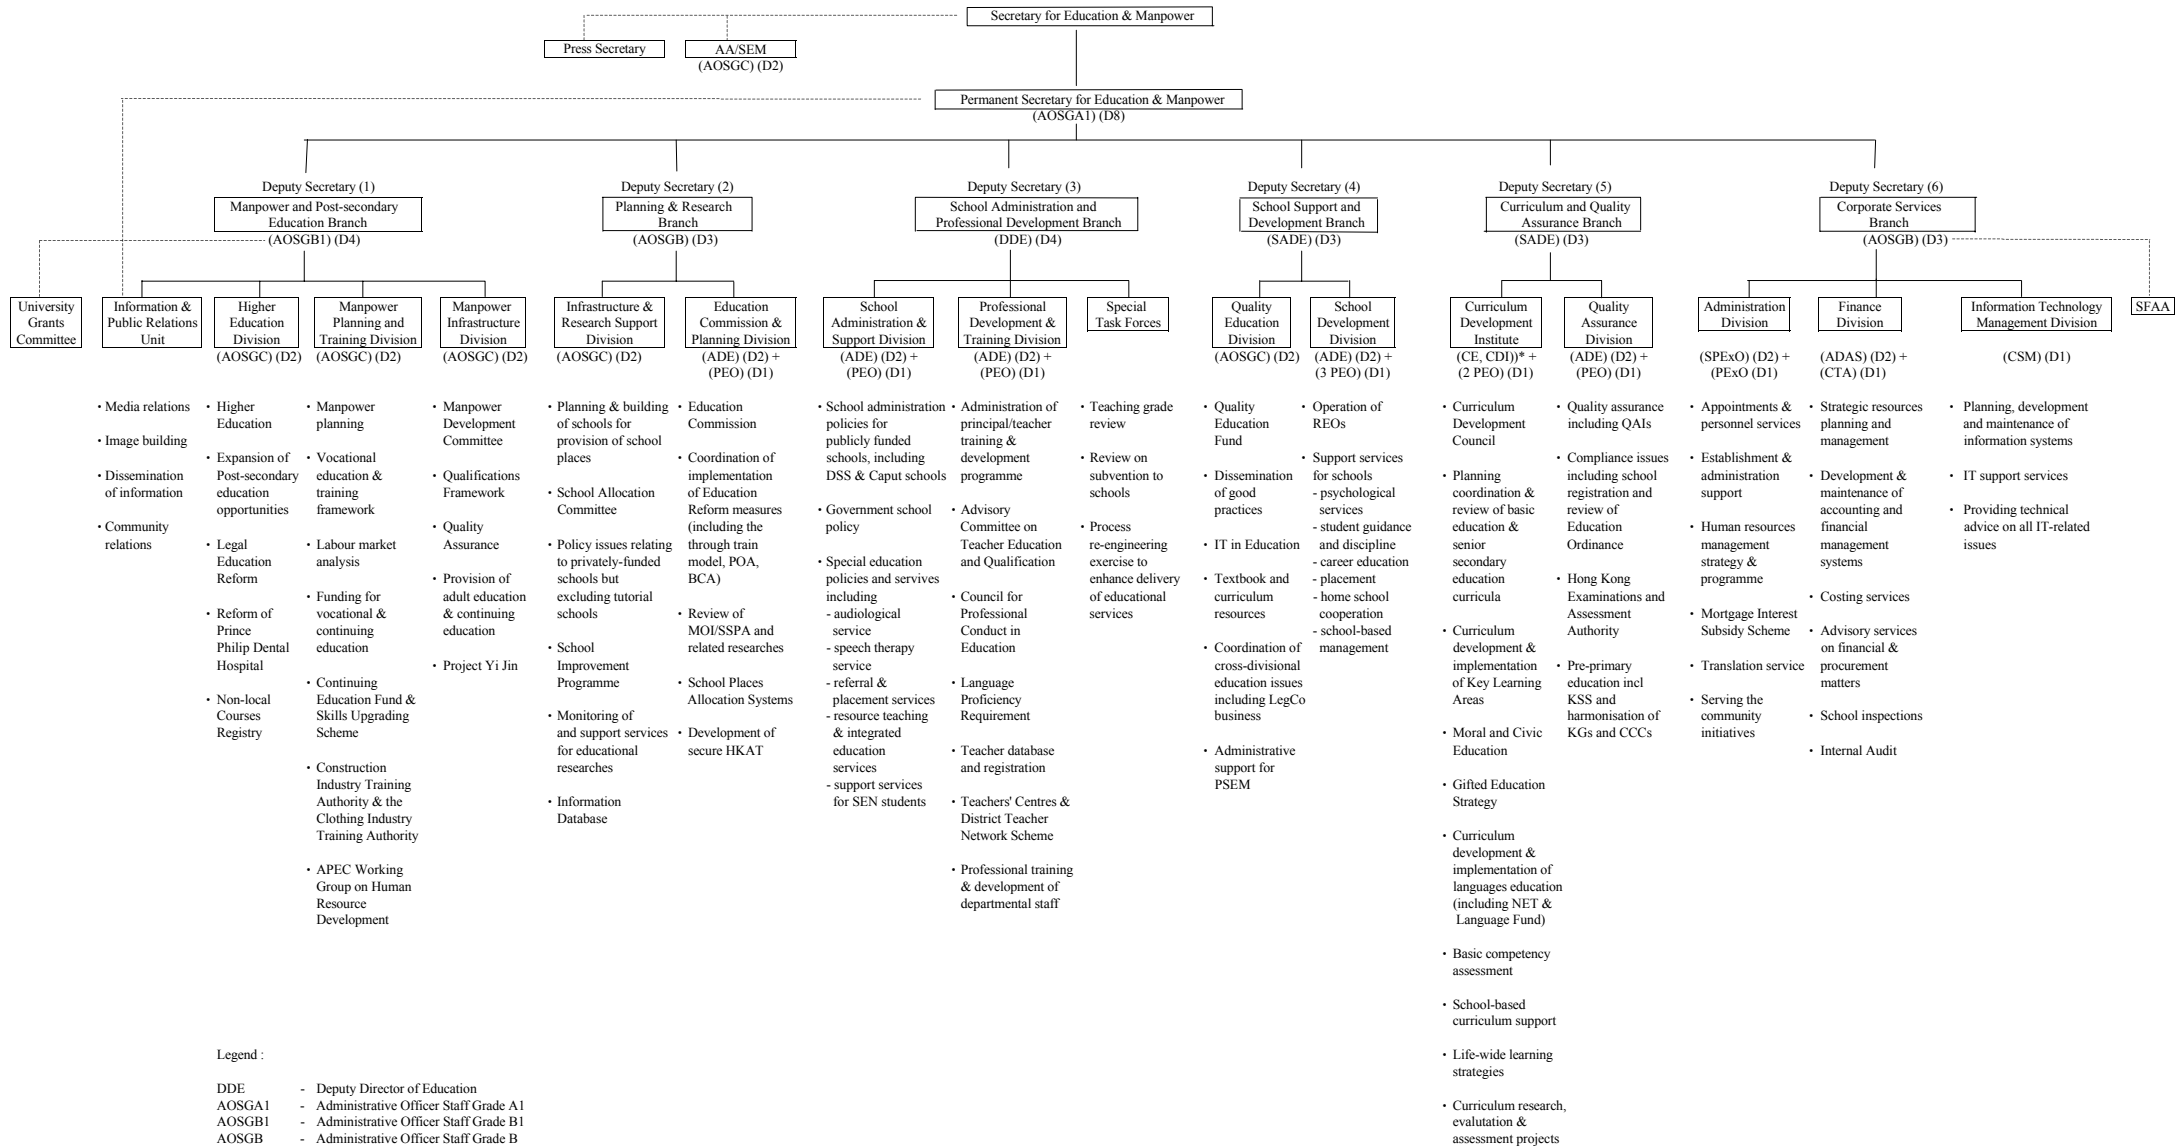 Secretary for Education & Manpower
Press Secretary
AA/SEM
(AOSGC) (D2)
Permanent Secretary for Education & Manpower
(AOSGA1) (D8)
Deputy Secretary (1)
Manpower and Post-secondary
Education Branch
(AOSGB1) (D4)
Deputy Secretary (2)
Planning & Research
Branch
(AOSGB) (D3)
Deputy Secretary (3)
School Administration and
Professional Development Branch
(DDE) (D4)
Deputy Secretary (4)
School Support and
Development Branch
(SADE) (D3)
Deputy Secretary (5)
Curriculum and Quality
Assurance Branch
(SADE) (D3)
Deputy Secretary (6)
Corporate Services
Branch
(AOSGB) (D3)
University
Grants
Committee
Information &
Public Relations
Unit
• Media relations
• Image building
• Dissemination
of information
• Community
relations
Higher
Education
Division
(AOSGC) (D2)
• Higher
Education
• Expansion of
Post-secondary
education
opportunities
• Legal
Education
Reform
• Reform of
Prince
Philip Dental
Hospital
• Non-local
Courses
Registry
Manpower
Planning and
Training Division
(AOSGC) (D2)
• Manpower
planning
• Vocational
education &
training
framework
• Labour market
analysis
• Funding for
vocational &
continuing
education
• Continuing
Education Fund &
Skills Upgrading
Scheme
• Construction
Industry Training
Authority & the
Clothing Industry
Training Authority
• APEC Working
Group on Human
Resource
Development
Manpower
Infrastructure
Division
(AOSGC) (D2)
• Manpower
Development
Committee
• Qualifications
Framework
• Quality
Assurance
• Provision of
adult education
& continuing
education
• Project Yi Jin
Infrastructure &
Research Support
Division
(AOSGC) (D2)
• Planning & building
of schools for
provision of school
places
• School Allocation
Committee
• Policy issues relating
to privately-funded
schools but
excluding tutorial
schools
• School
Improvement
Programme
• Monitoring of
and support services
for educational
researches
• Information
Database
Education
Commission &
Planning Division
(ADE) (D2) +
(PEO) (D1)
• Education
Commission
• Coordination of
implementation
of Education
Reform measures
(including the
through train
model, POA,
BCA)
• Review of
MOI/SSPA and
related researches
• School Places
Allocation Systems
• Development of
secure HKAT
School
Administration &
Support Division
(ADE) (D2) +
(PEO) (D1)
• School administration
policies for
publicly funded
schools, including
DSS & Caput schools
• Government school
policy
• Special education
policies and servives
including
- audiological
service
- speech therapy
service
- referral &
placement services
- resource teaching
& integrated
education
services
- support services
for SEN students
Professional
Development &
Training Division
(ADE) (D2) +
(PEO) (D1)
• Administration of
principal/teacher
training &
development
programme
• Advisory
Committee on
Teacher Education
and Qualification
• Council for
Professional
Conduct in
Education
• Language
Proficiency
Requirement
• Teacher database
and registration
• Teachers' Centres &
District Teacher
Network Scheme
• Professional training
& development of
departmental staff
Special
Task Forces
• Teaching grade
review
• Review on
subvention to
schools
• Process
re-engineering
exercise to
enhance delivery
of educational
services
Quality
Education
Division
(AOSGC) (D2)
• Quality
Education
Fund
• Dissemination
of good
practices
• IT in Education
• Textbook and
curriculum
resources
• Coordination of
cross-divisional
education issues
including LegCo
business
• Administrative
support for
PSEM
School
Development
Division
(ADE) (D2) +
(3 PEO) (D1)
• Operation of
REOs
• Support services
for schools
- psychological
services
- student guidance
and discipline
- career education
- placement
- home school
cooperation
- school-based
management
Curriculum
Development
Institute
(CE, CDI))* +
(2 PEO) (D1)
• Curriculum
Development
Council
• Planning
coordination &
review of basic
education &
senior
secondary
education
curricula
• Curriculum
development &
implementation
of Key Learning
Areas
• Moral and Civic
Education
• Gifted Education
Strategy
• Curriculum
development &
implementation of
languages education
(including NET &
Language Fund)
• Basic competency
assessment
• School-based
curriculum support
• Life-wide learning
strategies
• Curriculum research,
evalutation &
assessment projects
Quality
Assurance
Division
(ADE) (D2) +
(PEO) (D1)
• Quality assurance
including QAIs
• Compliance issues
including school
registration and
review of
Education
Ordinance
• Hong Kong
Examinations and
Assessment
Authority
• Pre-primary
education incl
KSS and
harmonisation of
KGs and CCCs
Administration
Division
(SPExO) (D2) +
(PExO (D1)
• Appointments &
personnel services
• Establishment &
administration
support
• Human resources
management
strategy &
programme
• Mortgage Interest
Subsidy Scheme
• Translation service
• Serving the
community
initiatives
Finance
Division
(ADAS) (D2) +
(CTA) (D1)
• Strategic resources
planning and
management
• Development &
maintenance of
accounting and
financial
management
systems
• Costing services
• Advisory services
on financial &
procurement
matters
• School inspections
• Internal Audit
Information Technology
Management Division
(CSM) (D1)
• Planning, development
and maintenance of
information systems
• IT support services
• Providing technical
advice on all IT-related
issues
SFAA
Legend :
DDE - Deputy Director of Education
AOSGA1 - Administrative Officer Staff Grade A1
AOSGB1 - Administrative Officer Staff Grade B1
AOSGB - Administrative Officer Staff Grade B